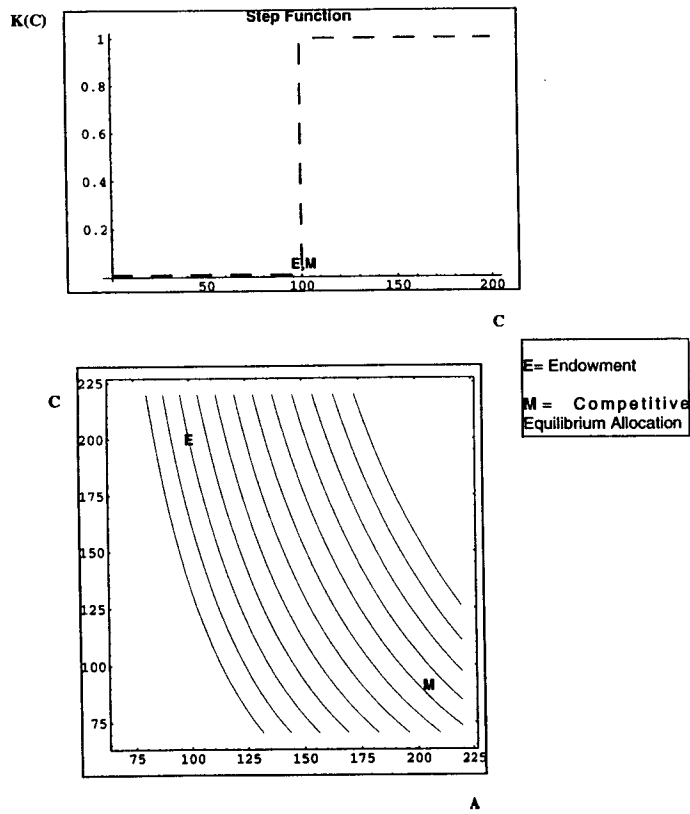 K(C)
Step Function
1
0.8
0.6
0.4
0.2
E,M
50
100
150
200
C
E= Endowment
M = Competitive
Equilibrium Allocation
C
225
200
175
150
125
100
75
E
M
75
100
125
150
175
200
225
A